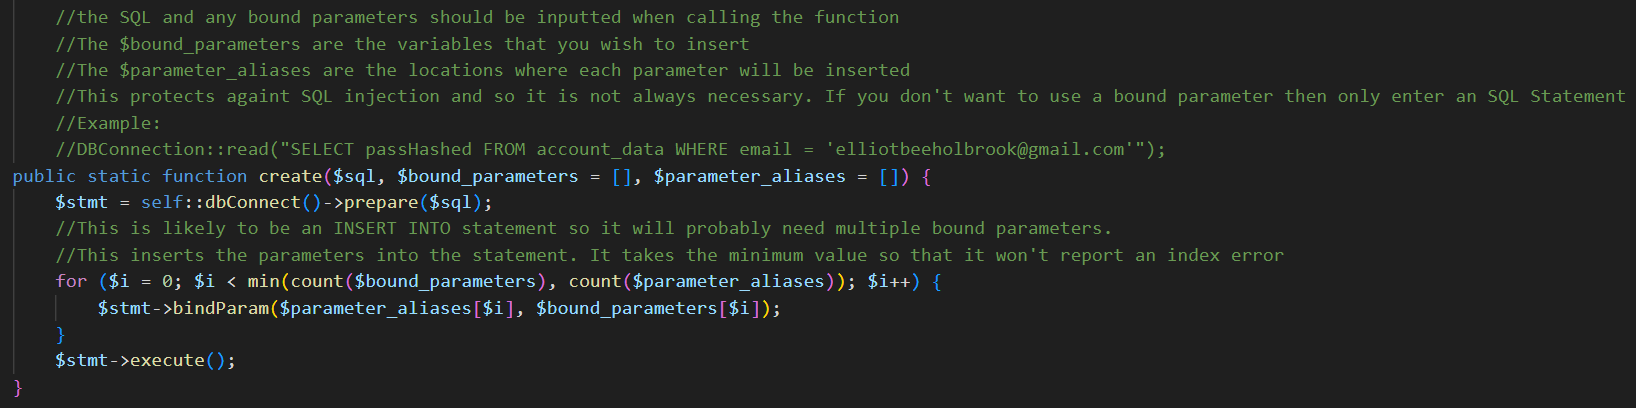 //the SQL and any bound parameters should be inputted when calling the function
//The $bound_parameters are the variables that you wish to insert
//The $parameter_aliases are the locations where each parameter will be inserted
//This protects againt SQL injection and so it is not always necessary. If you don't want to use a bound parameter then only enter an SQL Statement
//Example:
//DBConnection::read("SELECT passHashed FROM account_data WHERE email = 'elliotbeeholbrook@gmail.com'");
public static function create($sql, $bound_parameters = [], $parameter_aliases = []) {
$stmt = self::dbConnect()->prepare($sql);
//This is likely to be an INSERT INTO statement so it will probably need multiple bound parameters.
//This inserts the parameters into the statement. It takes the minimum value so that it won't report an index error
for ($i = 0; $i < min(count($bound_parameters), count($parameter_aliases)); $i++) {
$stmt->bindParam($parameter_aliases[$i], $bound_parameters[$i]);
}
$stmt->execute();
}